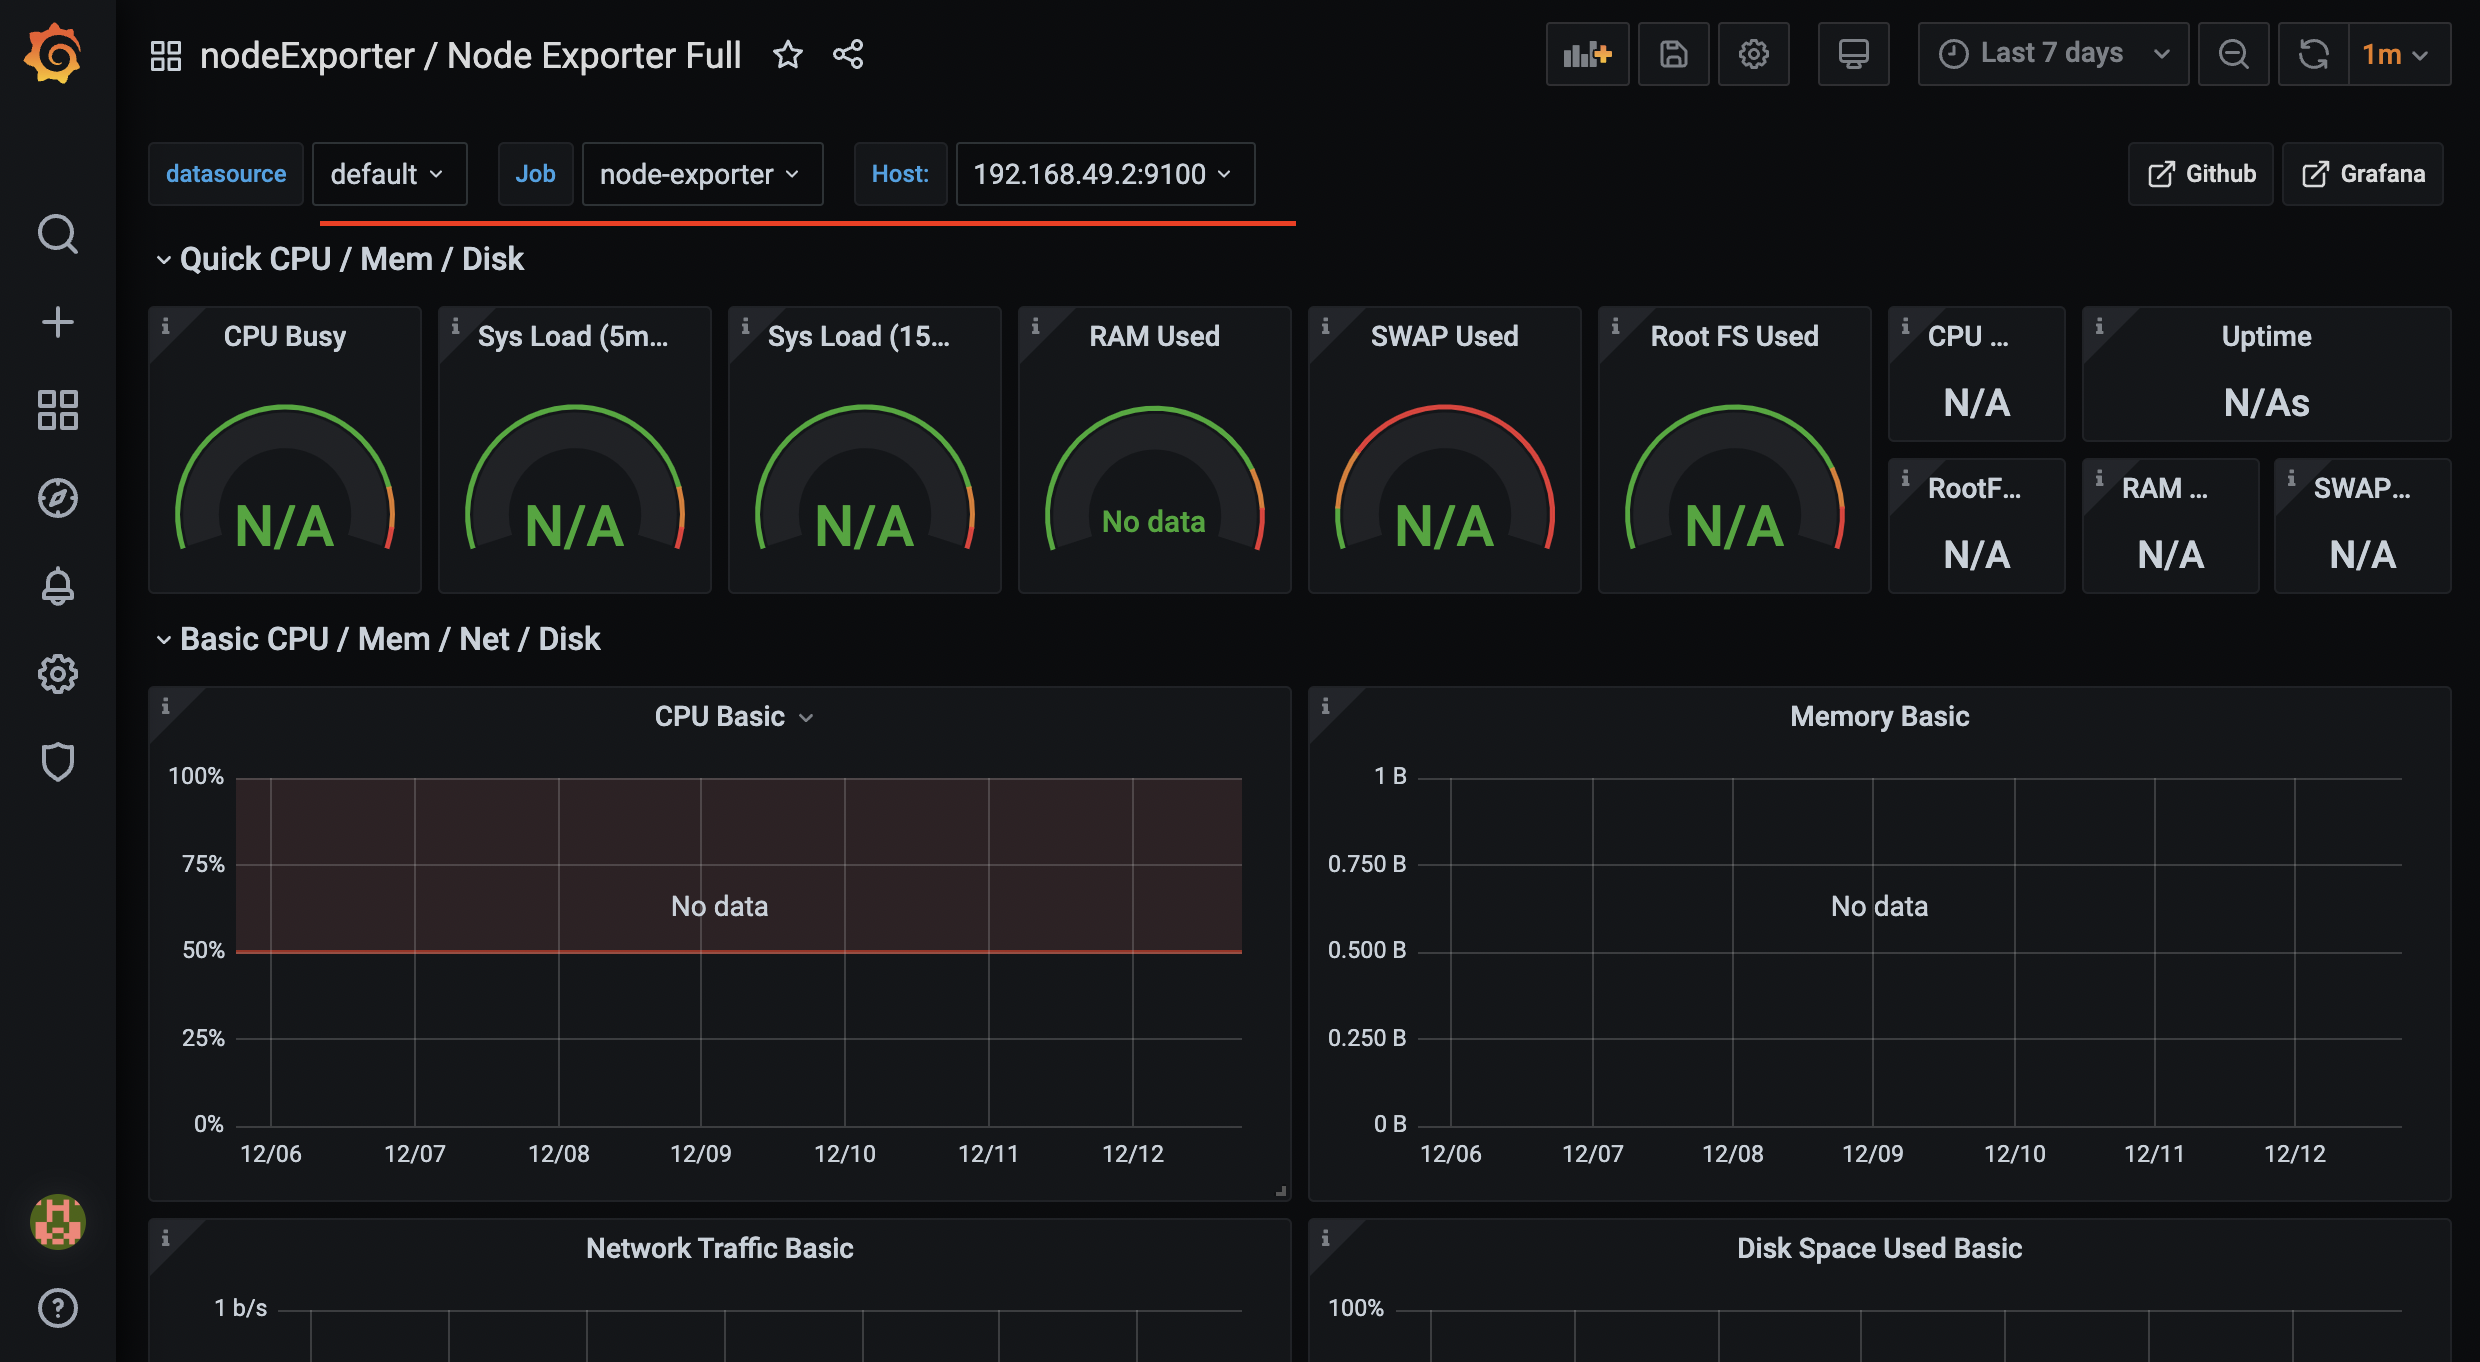 nodeExporter / Node Exporter Full
Last 7 days
1m
datasource default Job node-exporter Host: 192.168.49.2:9100 Github Grafana
Quick CPU / Mem / Disk
CPU Busy
N/A
Sys Load (5m...
N/A
Sys Load (15...
N/A
RAM Used
No data
SWAP Used
N/A
Root FS Used
N/A
CPU ...
N/A
Uptime
N/As
RootF...
N/A
RAM ...
N/A
SWAP...
N/A
Basic CPU / Mem / Net / Disk
CPU Basic
100%
75%
No data
50%
25%
0%
12/06 12/07 12/08 12/09 12/10 12/11 12/12
Memory Basic
1 B
0.750 B
No data
0.500 B
0.250 B
0 B
12/06 12/07 12/08 12/09 12/10 12/11 12/12
Network Traffic Basic
1 b/s
Disk Space Used Basic
100%